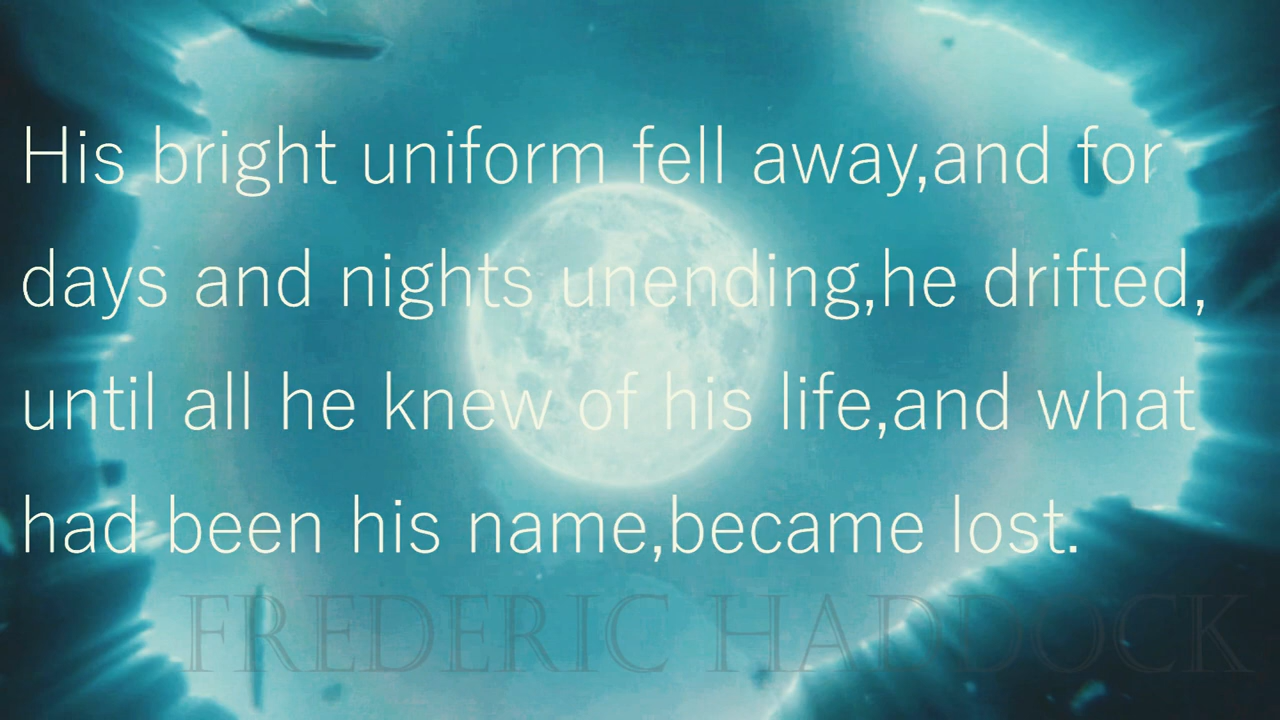 His bright uniform fell away,and for
days and nights unending,he drifted,
until all he knew of his life,and what
had been his name,became lost.
FREDERIC HADDOCK